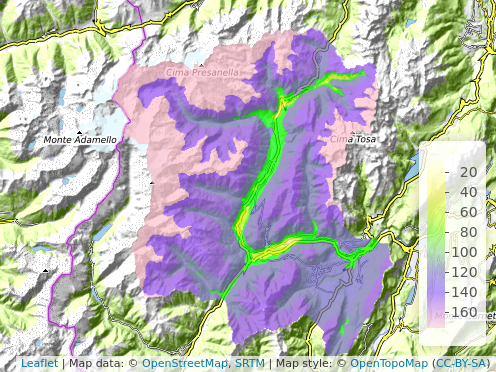 Cima Presanella
Monte Adamello
Cima Tosa
20
40
60
80
100
120
140
160
Leaflet | Map data: © OpenStreetMap, SRTM | Map style: © OpenTopoMap (CC-BY-SA)